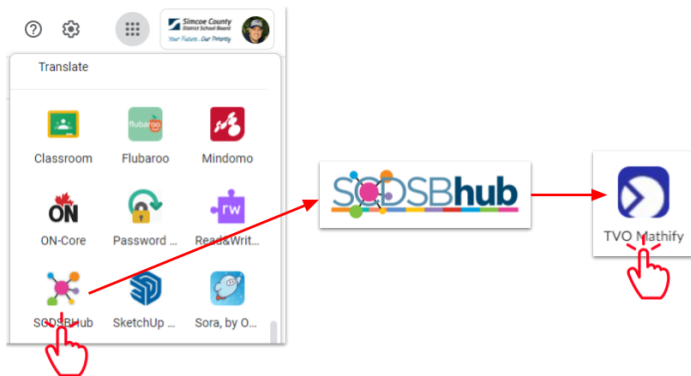 Simcoe County
District School Board
Your Future. Our Priority
Translate
flubaroo
Classroom
Flubaroo
Mindomo
ON
rw
ON-Core
Password ...
Read&Writ...
SCDSBHub
SketchUp ...
Sora, by O...
SCDSBhub
TVO Mathify